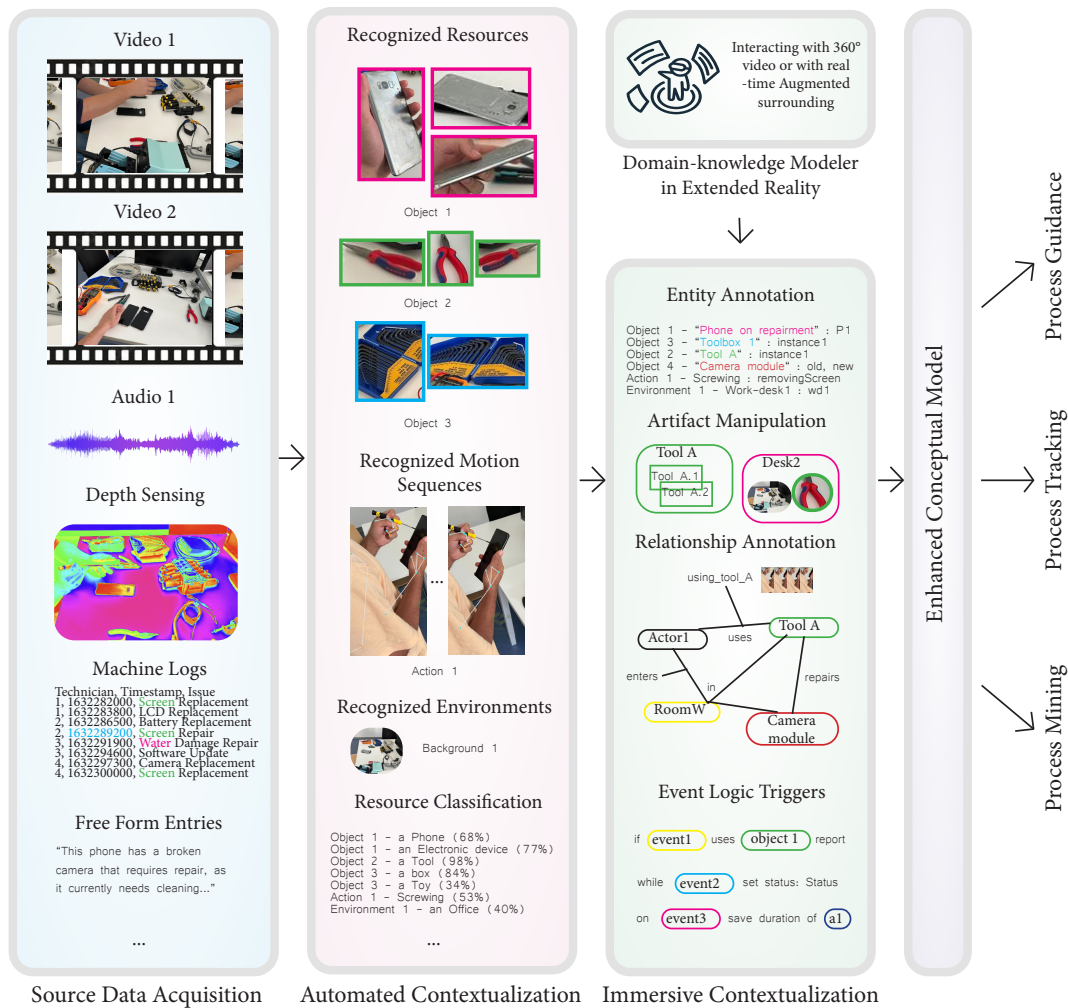 Video 1
Video 2
Audio 1
Depth Sensing
Machine Logs
Technician, Timestamp, Issue
1, 1632282000, Screen Replacement
1, 1632283800, LCD Replacement
2, 1632286500, Battery Replacement
2, 1632289200, Screen Repair
3, 1632291900, Water Damage Repair
3, 1632294600, Software Update
4, 1632297300, Camera Replacement
4, 1632300000, Screen Replacement
Free Form Entries
“This phone has a broken
camera that requires repair, as
it currently needs cleaning...”
...
Source Data Acquisition
Recognized Resources
Object 1
Object 2
Object 3
Recognized Motion
Sequences
...
Action 1
Recognized Environments
Background 1
Resource Classification
Object 1 - a Phone (68%)
Object 1 - an Electronic device (77%)
Object 2 - a Tool (98%)
Object 3 - a box (84%)
Object 3 - a Toy (34%)
Action 1 - Screwing (53%)
Environment 1 - an Office (40%)
...
Automated Contextualization
Interacting with 360°
video or with real
-time Augmented
surrounding
Domain-knowledge Modeler
in Extended Reality
Entity Annotation
Object 1 - “Phone on repairment” : P1
Object 3 - “Toolbox 1“ : instance1
Object 2 - “Tool A“ : instance1
Object 4 - “Camera module“ : old, new
Action 1 - Screwing : removingScreen
Environment 1 - Work-desk1 : wd1
Artifact Manipulation
Tool A
Tool A.1
Tool A.2
Desk2
Relationship Annotation
using_tool_A
Actor1
uses
Tool A
enters
in
repairs
RoomW
Camera
module
Event Logic Triggers
if event1 uses object 1 report
while event2 set status: Status
on event3 save duration of a1
Immersive Contextualization
Enhanced Conceptual Model
Process Guidance
Process Tracking
Process Mining